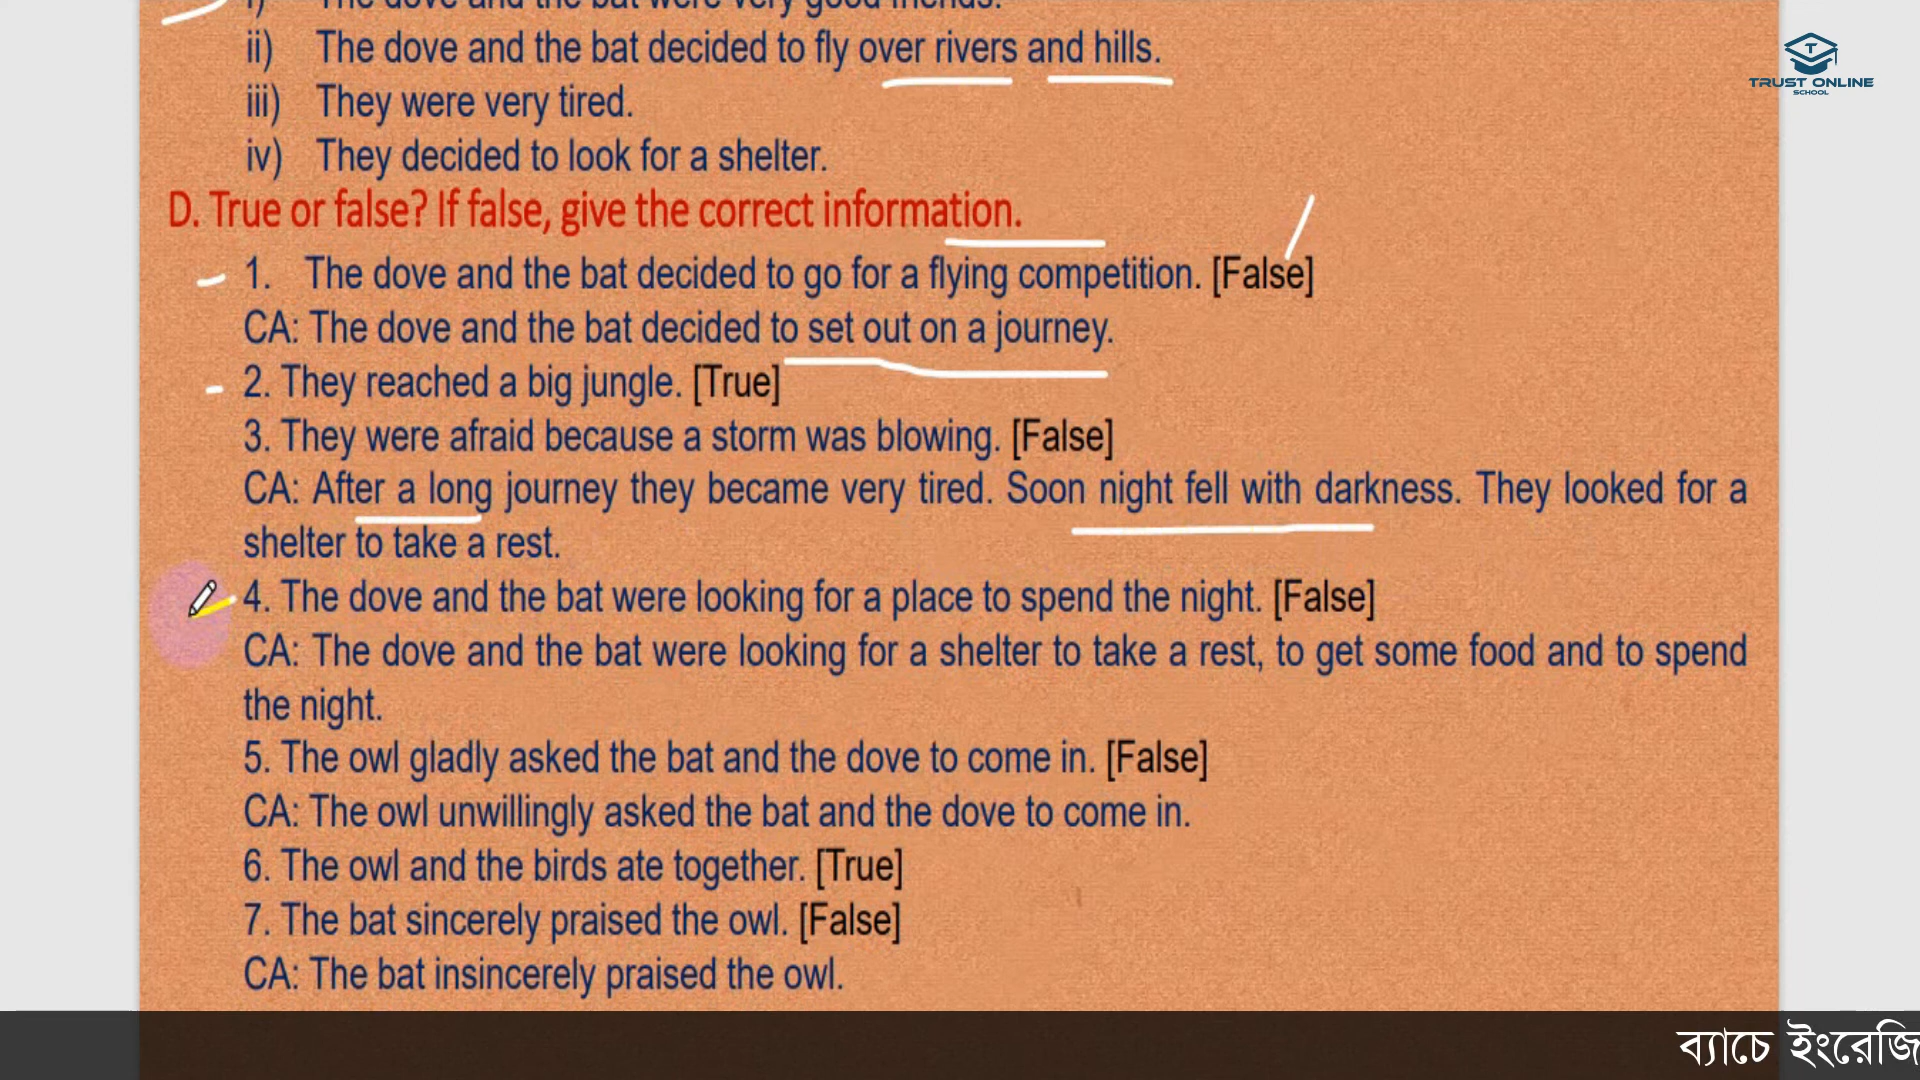 i) The dove and the bat were very good friends.
ii) The dove and the bat decided to fly over rivers and hills.
TRUST ONLINE
SCHOOL
iii) They were very tired.
iv) They decided to look for a shelter.
D. True or false? If false, give the correct information.
1. The dove and the bat decided to go for a flying competition. [False]
CA: The dove and the bat decided to set out on a journey.
2. They reached a big jungle. [True]
3. They were afraid because a storm was blowing. [False]
CA: After a long journey they became very tired. Soon night fell with darkness. They looked for a
shelter to take a rest.
4. The dove and the bat were looking for a place to spend the night. [False]
CA: The dove and the bat were looking for a shelter to take a rest, to get some food and to spend
the night.
5. The owl gladly asked the bat and the dove to come in. [False]
CA: The owl unwillingly asked the bat and the dove to come in.
6. The owl and the birds ate together. [True]
7. The bat sincerely praised the owl. [False]
CA: The bat insincerely praised the owl.
ব্যাচে ইংরেজি